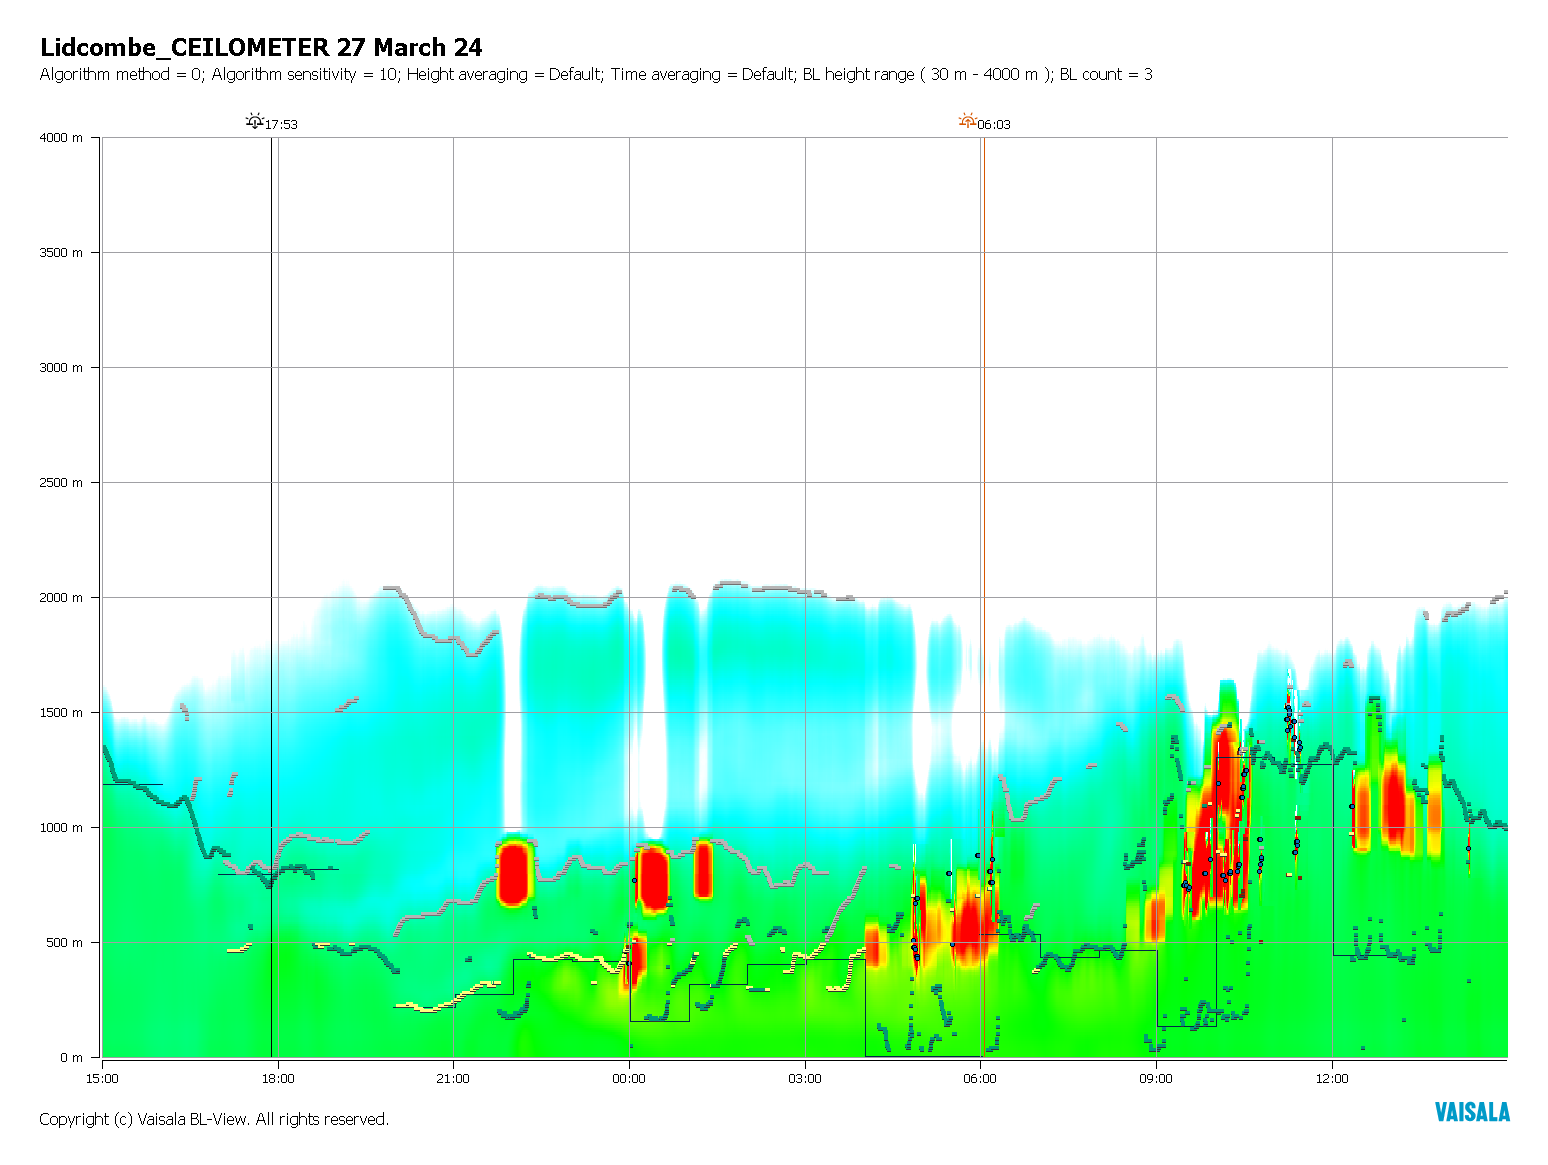 Lidcombe_CEILOMETER 27 March 24
Algorithm method = 0; Algorithm sensitivity = 10; Height averaging = Default; Time averaging = Default; BL height range ( 30 m - 4000 m ); BL count = 3
17:53 06:03
4000 m
3500 m
3000 m
2500 m
2000 m
1500 m
1000 m
500 m
0 m
15:00 18:00 21:00 00:00 03:00 06:00 09:00 12:00
Copyright (c) Vaisala BL-View. All rights reserved.
VAISALA